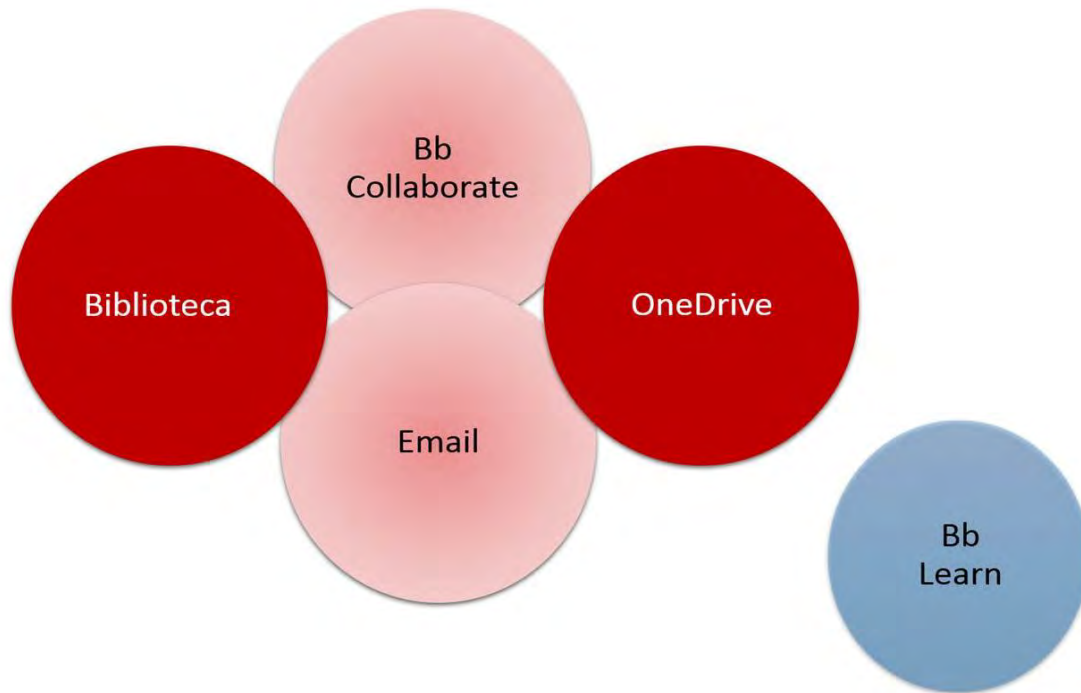 Bb
Collaborate
Biblioteca
OneDrive
Email
Bb
Learn